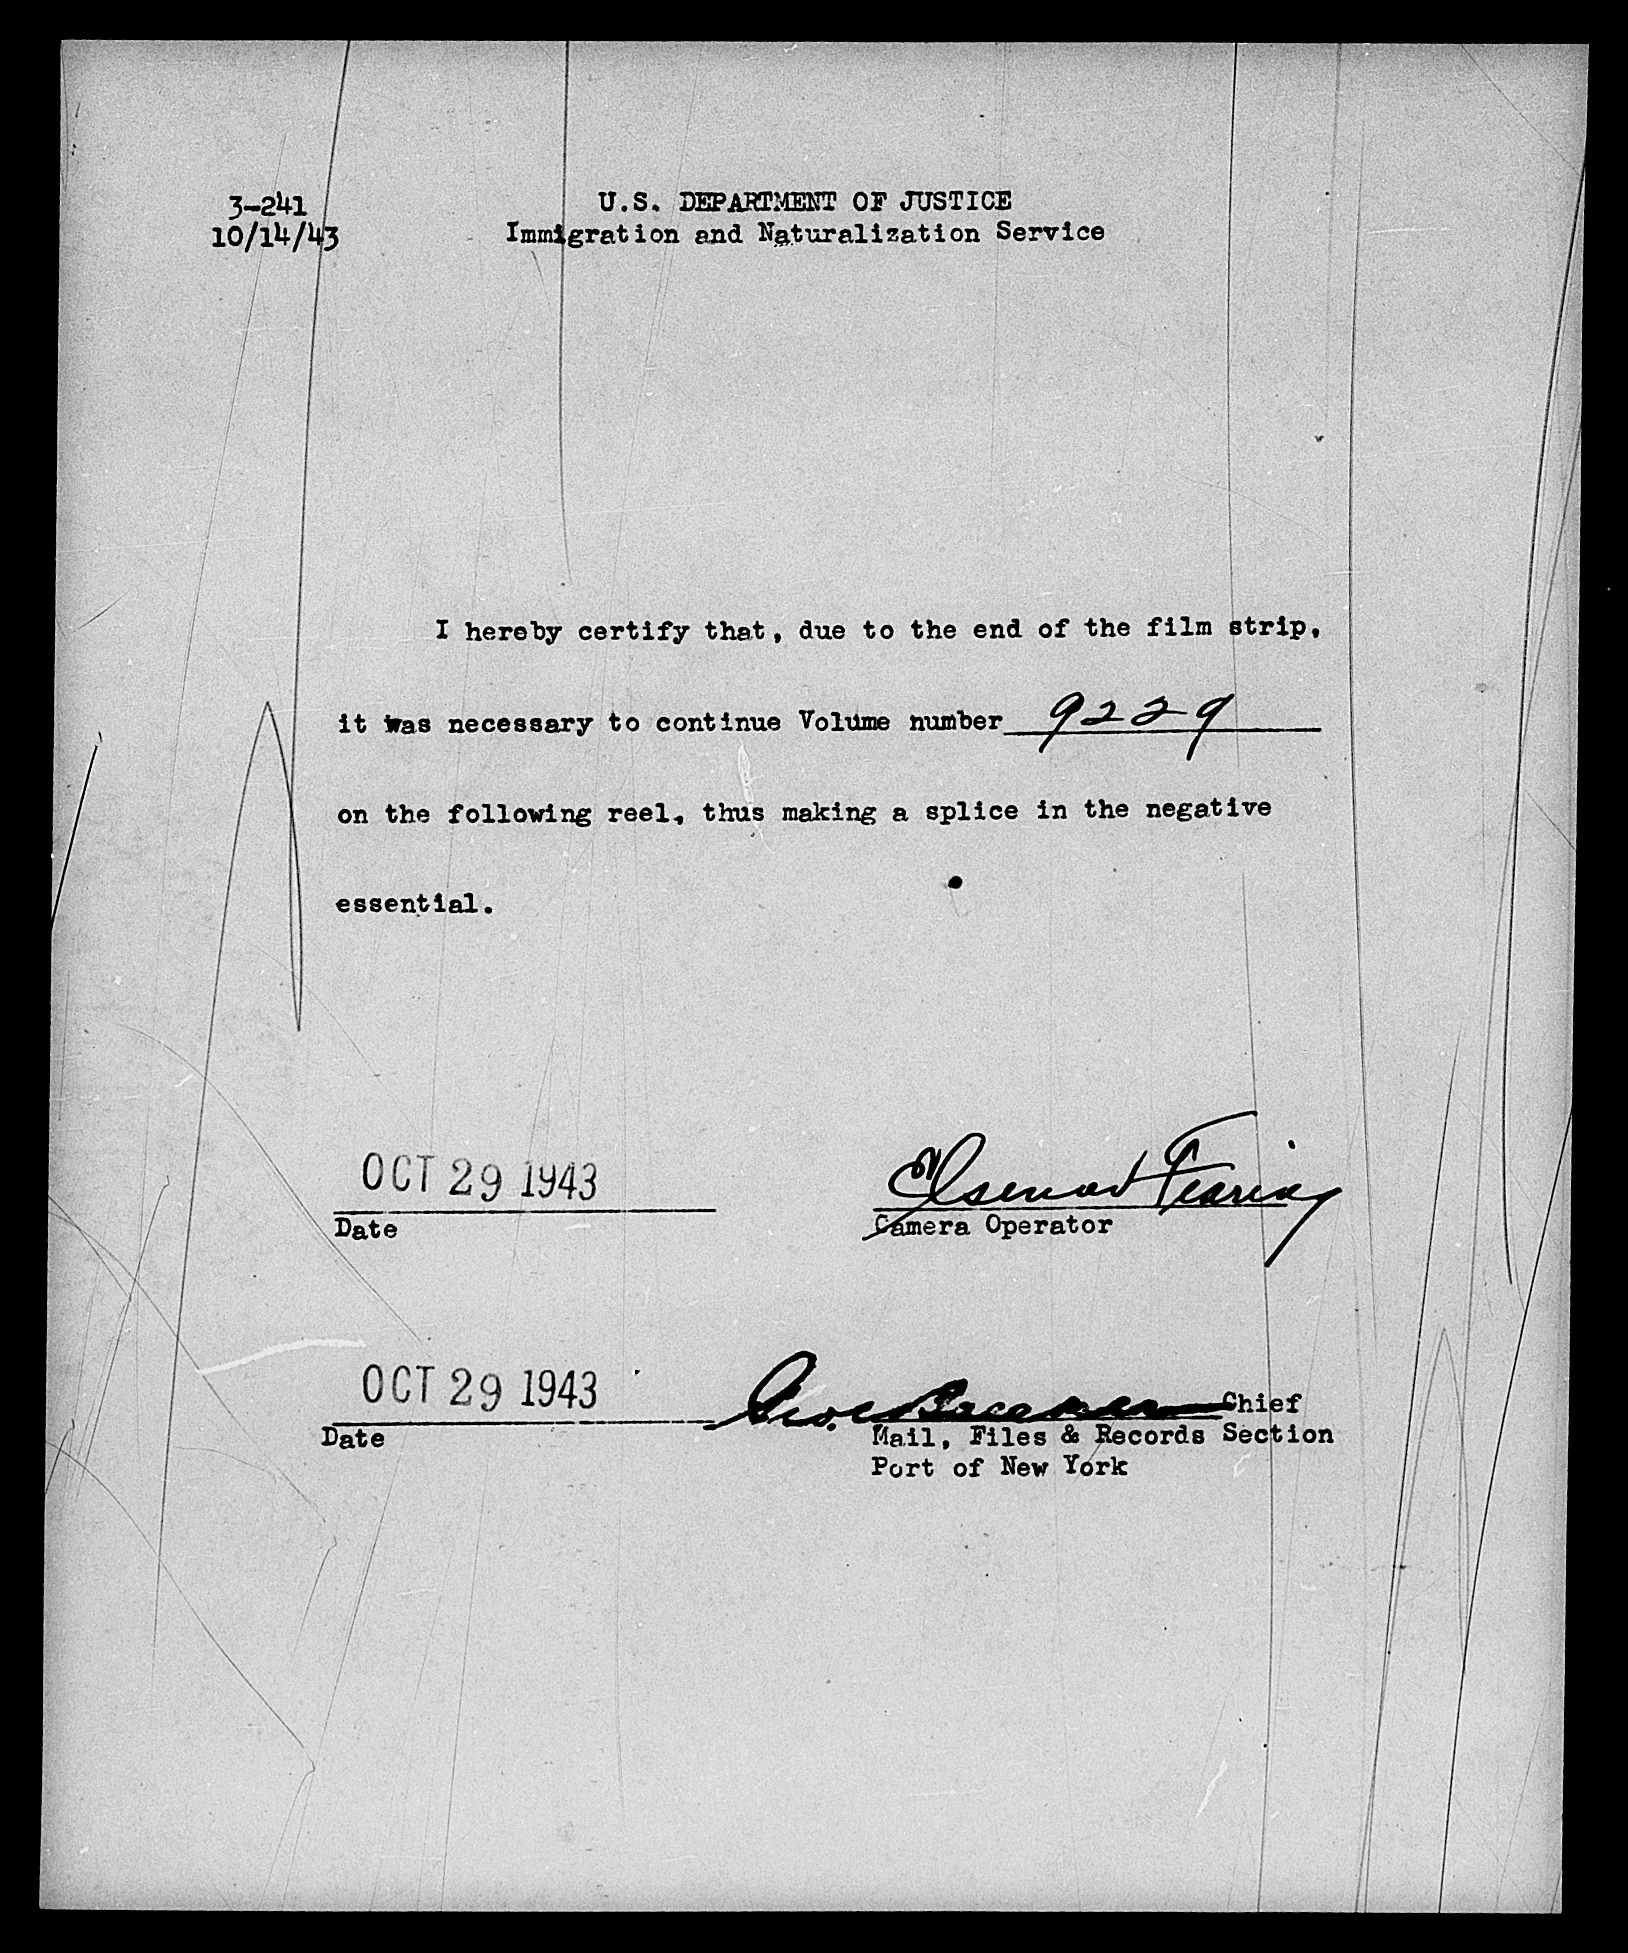 3-241
10/14/43
U.S. DEPARTMENT OF JUSTICE
Immigration and Naturalization Service
I hereby certify that, due to the end of the film strip,
it was necessary to continue Volume number 9229
on the following reel, thus making a splice in the negative
essential.
OCT 29 1943
Date
Fearing
Camera Operator
OCT 29 1943
Date
Geo. Chief
Mail, Files & Records Section
Port of New York